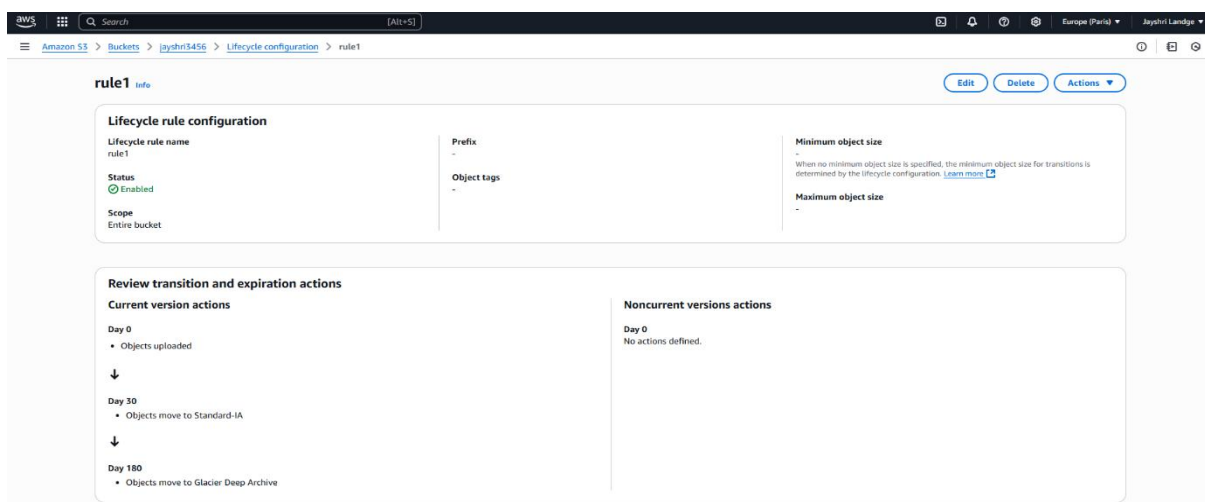 aws
Search [Alt+S] Europe (Paris) Jayshri Landge
Amazon S3 > Buckets > jayshri3456 > Lifecycle configuration > rule1
rule1 Info Edit Delete Actions
Lifecycle rule configuration
Lifecycle rule name
rule1
Status
Enabled
Scope
Entire bucket
Prefix
-
Object tags
-
Minimum object size
-
When no minimum object size is specified, the minimum object size for transitions is
determined by the lifecycle configuration. Learn more
Maximum object size
-
Review transition and expiration actions
Current version actions
Day 0
• Objects uploaded
↓
Day 30
• Objects move to Standard-IA
↓
Day 180
• Objects move to Glacier Deep Archive
Noncurrent versions actions
Day 0
No actions defined.